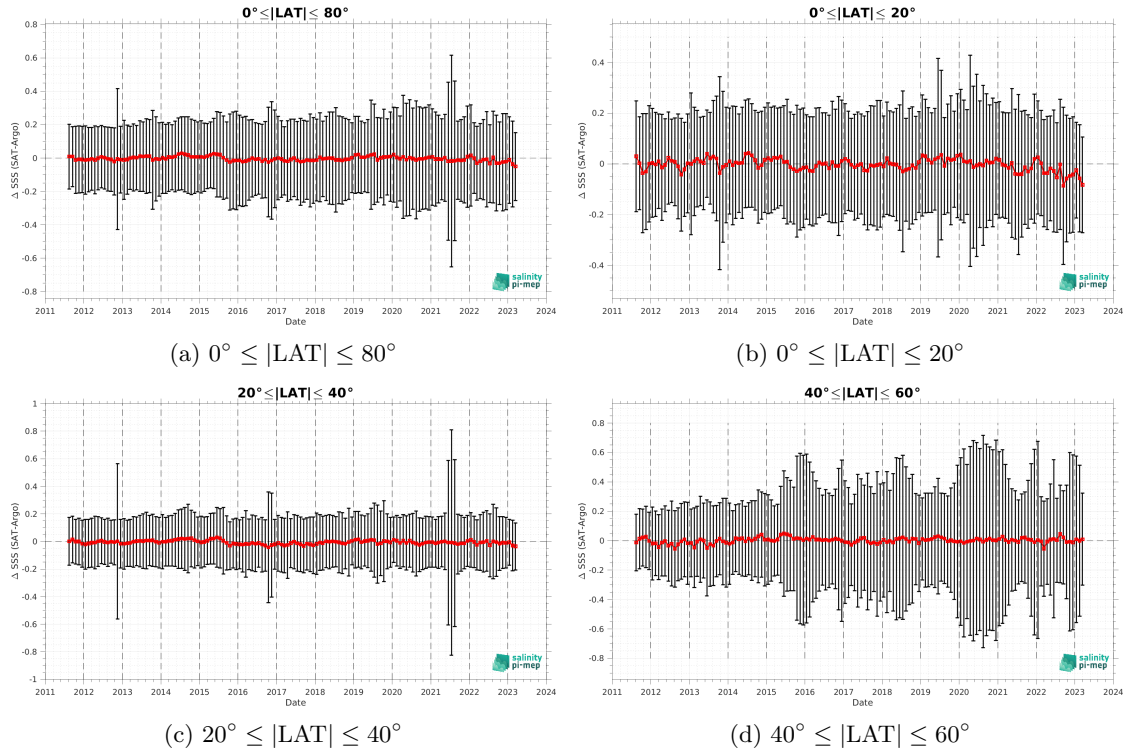 0°≤|LAT|≤ 80°
Δ SSS (SAT-Argo)
0.8
0.6
0.4
0.2
0
-0.2
-0.4
-0.6
-0.8
2011 2012 2013 2014 2015 2016 2017 2018 2019 2020 2021 2022 2023 2024
Date
salinity
pi-mep
(a) 0° ≤ |LAT| ≤ 80°
0°≤|LAT|≤ 20°
Δ SSS (SAT-Argo)
0.4
0.2
0
-0.2
-0.4
2011 2012 2013 2014 2015 2016 2017 2018 2019 2020 2021 2022 2023 2024
Date
salinity
pi-mep
(b) 0° ≤ |LAT| ≤ 20°
20°≤|LAT|≤ 40°
Δ SSS (SAT-Argo)
1
0.8
0.6
0.4
0.2
0
-0.2
-0.4
-0.6
-0.8
-1
2011 2012 2013 2014 2015 2016 2017 2018 2019 2020 2021 2022 2023 2024
Date
salinity
pi-mep
(c) 20° ≤ |LAT| ≤ 40°
40°≤|LAT|≤ 60°
Δ SSS (SAT-Argo)
0.8
0.6
0.4
0.2
0
-0.2
-0.4
-0.6
-0.8
2011 2012 2013 2014 2015 2016 2017 2018 2019 2020 2021 2022 2023 2024
Date
salinity
pi-mep
(d) 40° ≤ |LAT| ≤ 60°